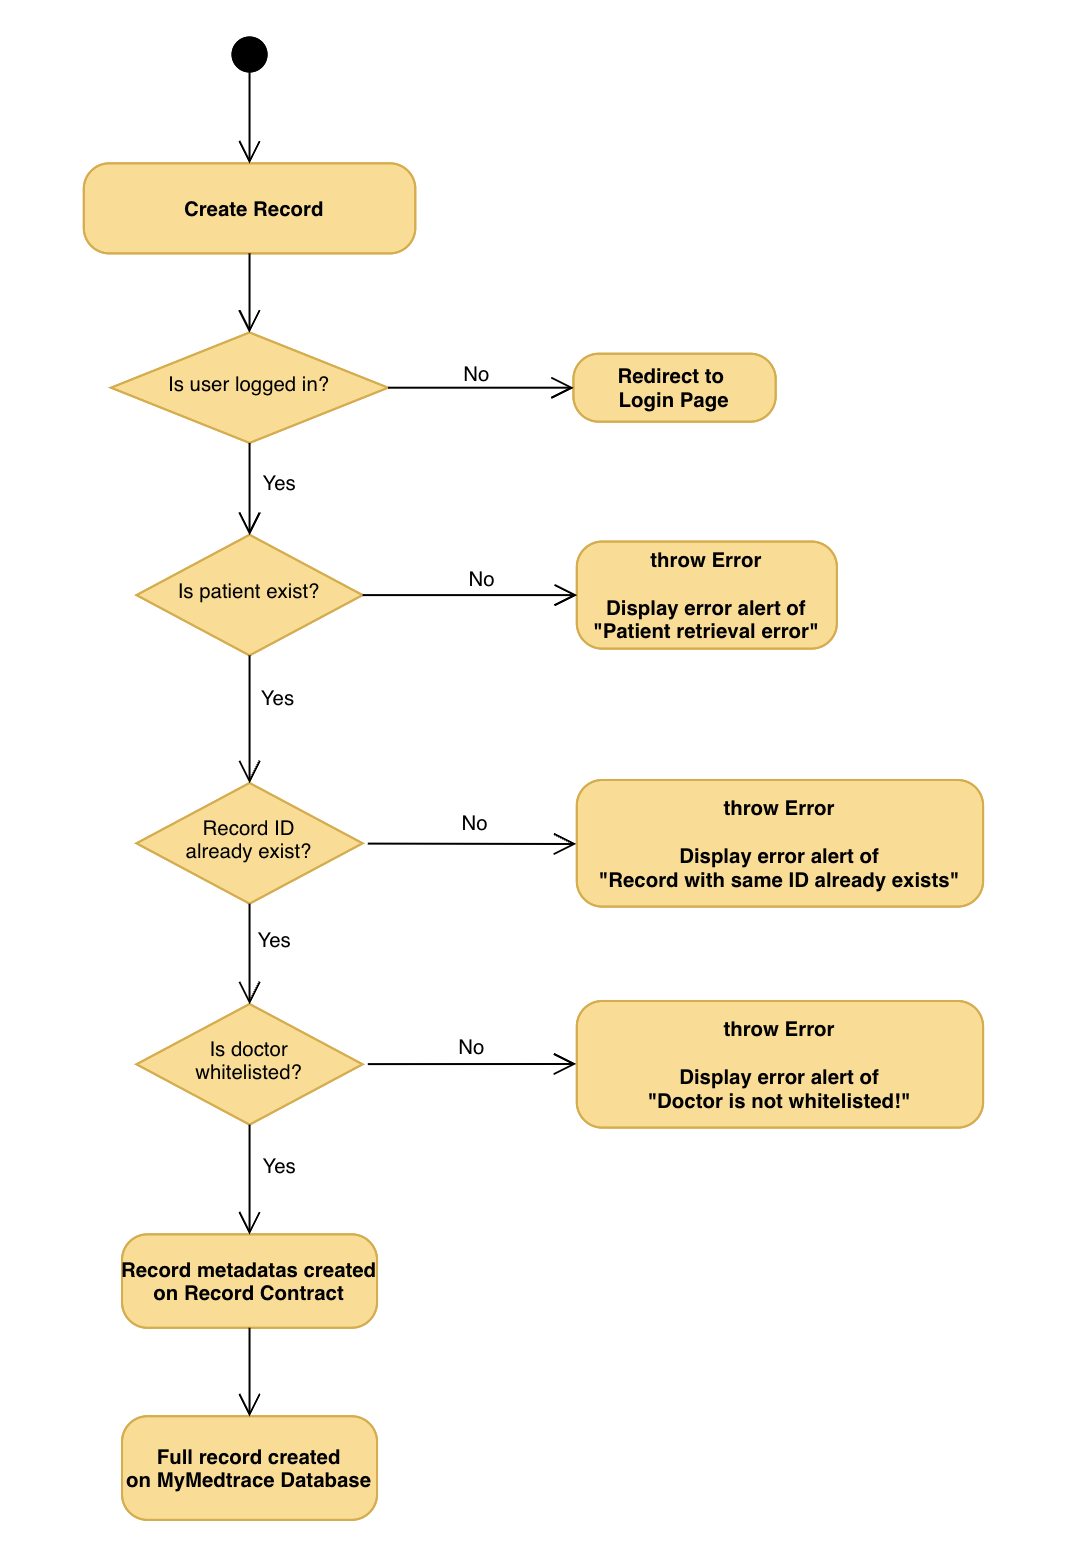 Create Record
Is user logged in?
No
Redirect to
Login Page
Yes
Is patient exist?
No
throw Error
Display error alert of
"Patient retrieval error"
Yes
Record ID
already exist?
No
throw Error
Display error alert of
"Record with same ID already exists"
Yes
Is doctor
whitelisted?
No
throw Error
Display error alert of
"Doctor is not whitelisted!"
Yes
Record metadatas created
on Record Contract
Full record created
on MyMedtrace Database